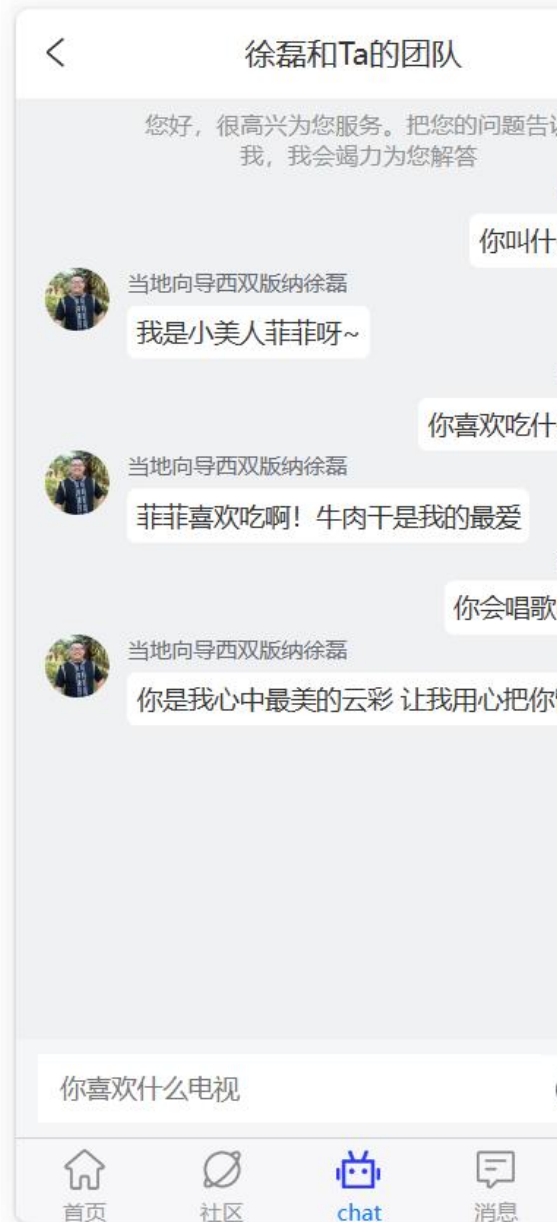 徐磊和Ta的团队
您好，很高兴为您服务。把您的问题告
我，我会竭力为您解答
你叫什
当地向导西双版纳徐磊
我是小美人菲菲呀~
你喜欢吃什
当地向导西双版纳徐磊
菲菲喜欢吃啊！牛肉干是我的最爱
你会唱歌
当地向导西双版纳徐磊
你是我心中最美的云彩 让我用心把你
你喜欢什么电视
首页
社区
chat
消息